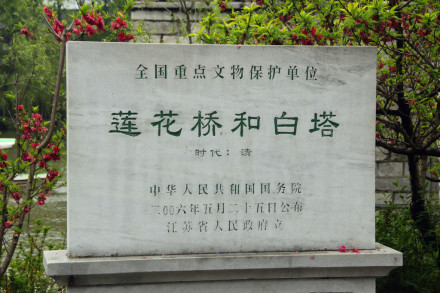 全国重点文物保护单位
莲花桥和白塔
时代：清
中华人民共和国国务院
二〇〇六年五月二十五日公布
江苏省人民政府立